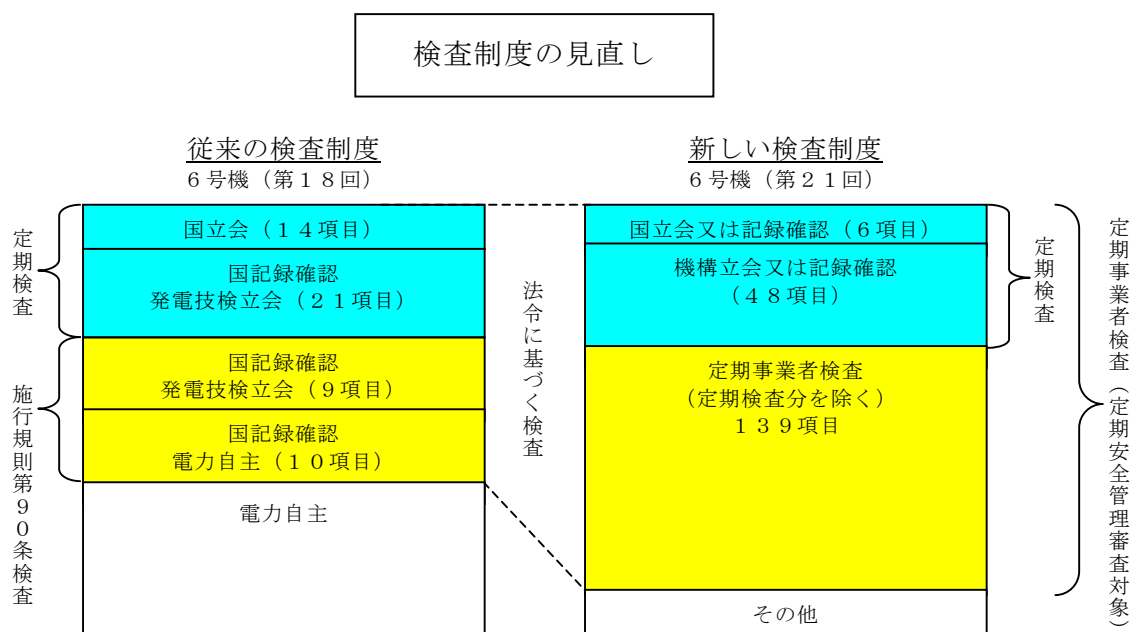 検査制度の見直し
従来の検査制度
６号機（第１８回）
定期検査
施行規則第９０条検査
国立会（１４項目）
国記録確認
発電技検立会（２１項目）
国記録確認
発電技検立会（９項目）
国記録確認
電力自主（１０項目）
電力自主
法令に基づく検査
新しい検査制度
６号機（第２１回）
国立会又は記録確認（６項目）
機構立会又は記録確認
（４８項目）
定期事業者検査
(定期検査分を除く)
１３９項目
その他
定期検査
定期事業者検査（定期安全管理審査対象）